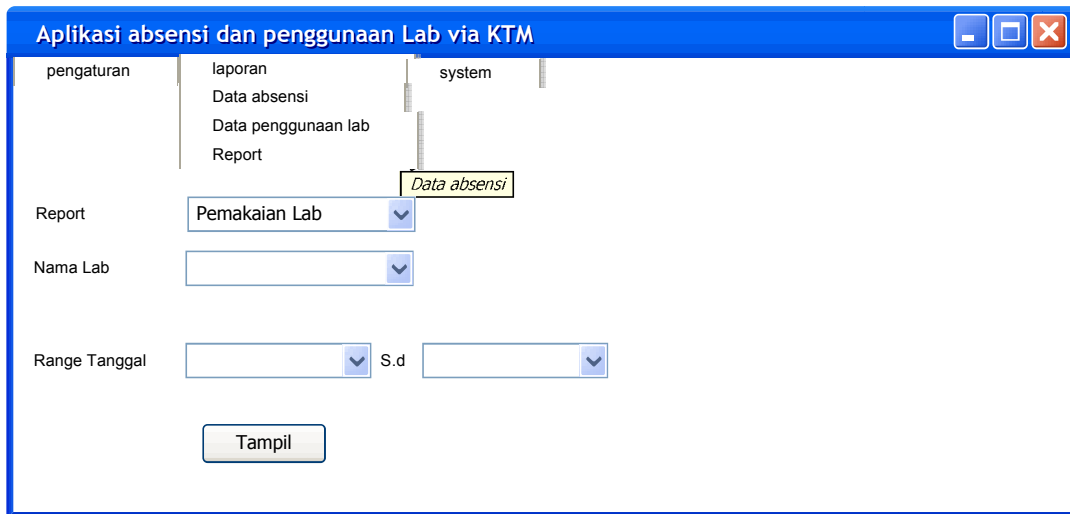 Aplikasi absensi dan penggunaan Lab via KTM
pengaturan laporan system
Data absensi
Data penggunaan lab
Report
Data absensi
Report Pemakaian Lab
Nama Lab
Range Tanggal S.d
Tampil